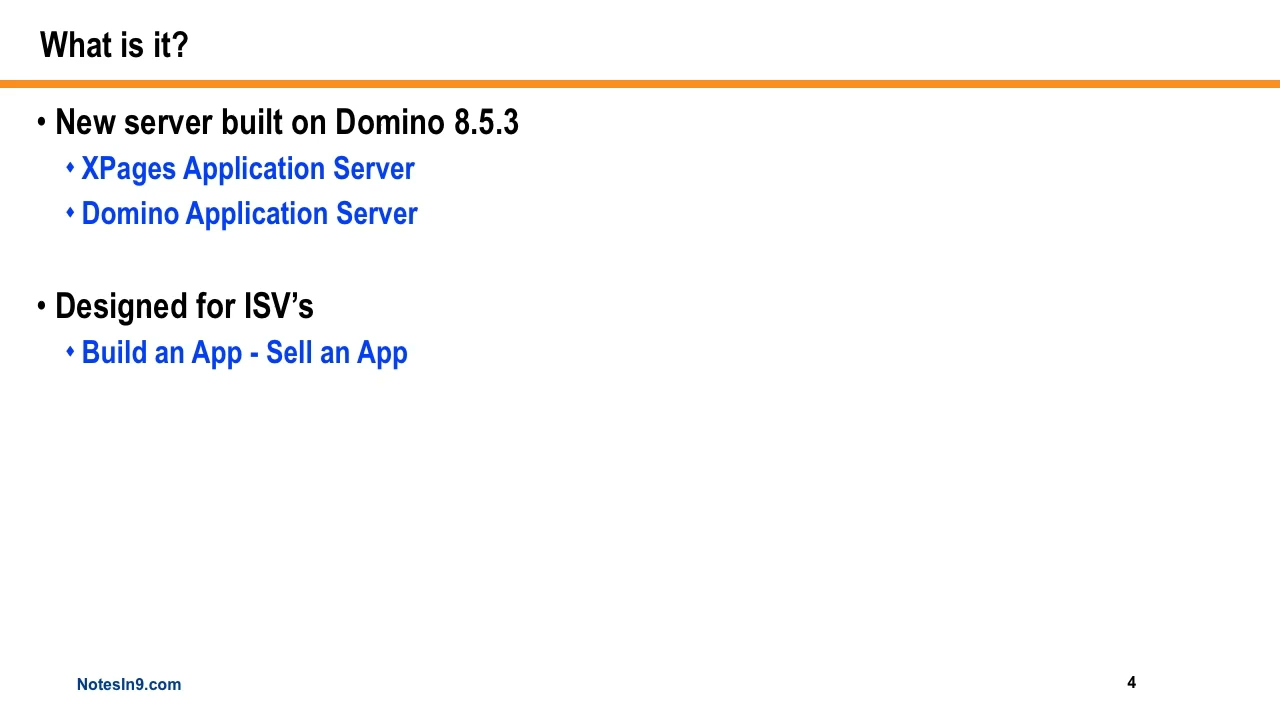 What is it?
• New server built on Domino 8.5.3
♦ XPages Application Server
♦ Domino Application Server
• Designed for ISV’s
♦ Build an App - Sell an App
NotesIn9.com
4